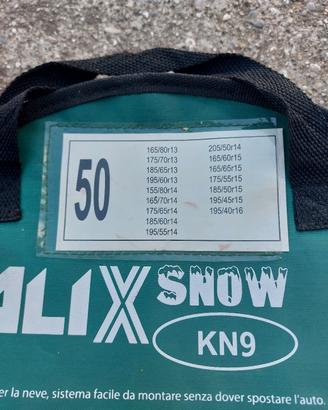 50
165/80r13
175/70r13
185/65r13
195/60r13
155/80r14
165/70r14
175/65r14
185/60r14
195/55r14
205/50r14
165/60r15
165/65r15
175/55r15
185/50r15
195/45r15
195/40r16
ALIX SNOW
KN9
er la neve, sistema facile da montare senza dover spostare l'auto.